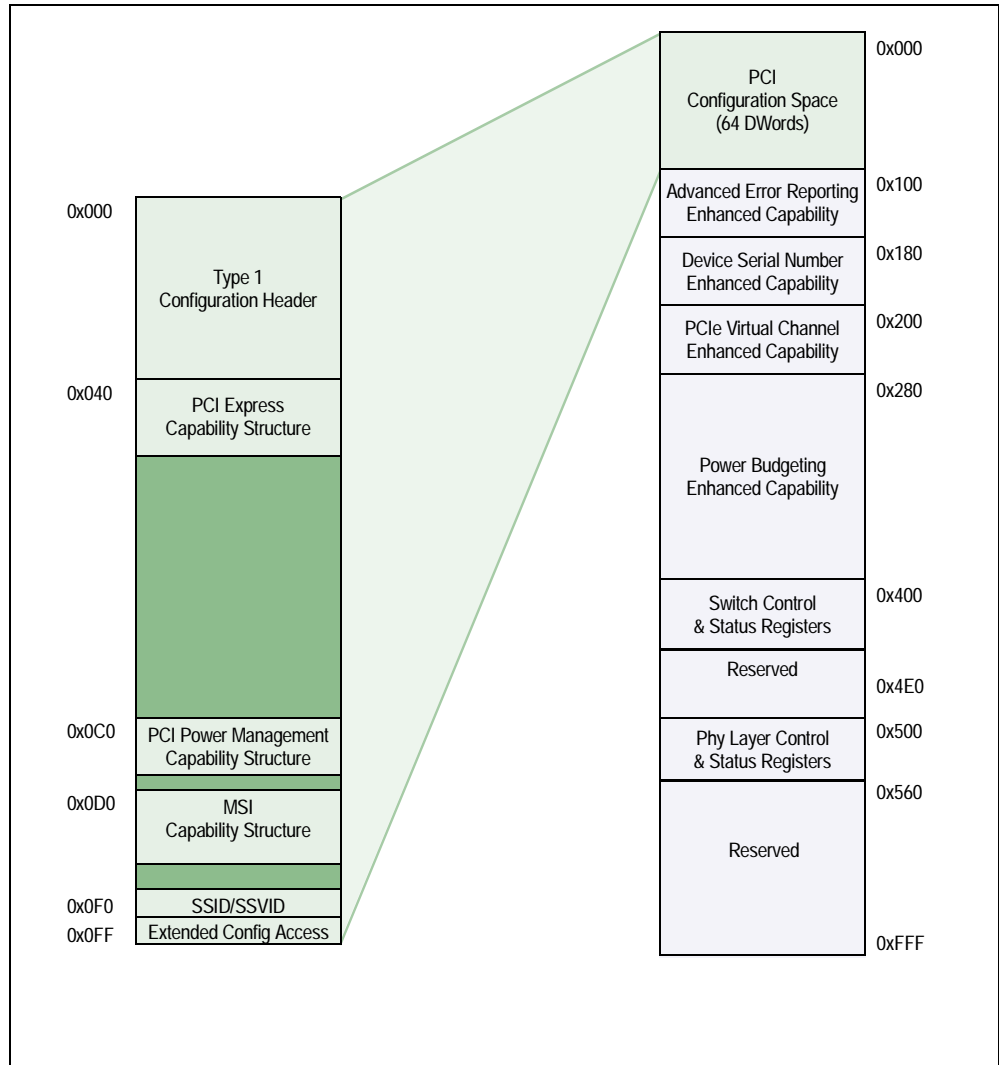 0x000
Type 1
Configuration Header
0x040
PCI Express
Capability Structure
0x0C0
PCI Power Management
Capability Structure
0x0D0
MSI
Capability Structure
0x0F0
SSID/SSVID
0x0FF
Extended Config Access
PCI
Configuration Space
(64 DWords)
0x000
Advanced Error Reporting
Enhanced Capability
0x100
Device Serial Number
Enhanced Capability
0x180
PCIe Virtual Channel
Enhanced Capability
0x200
Power Budgeting
Enhanced Capability
0x280
Switch Control
& Status Registers
0x400
Reserved
0x4E0
Phy Layer Control
& Status Registers
0x500
0x560
Reserved
0xFFF